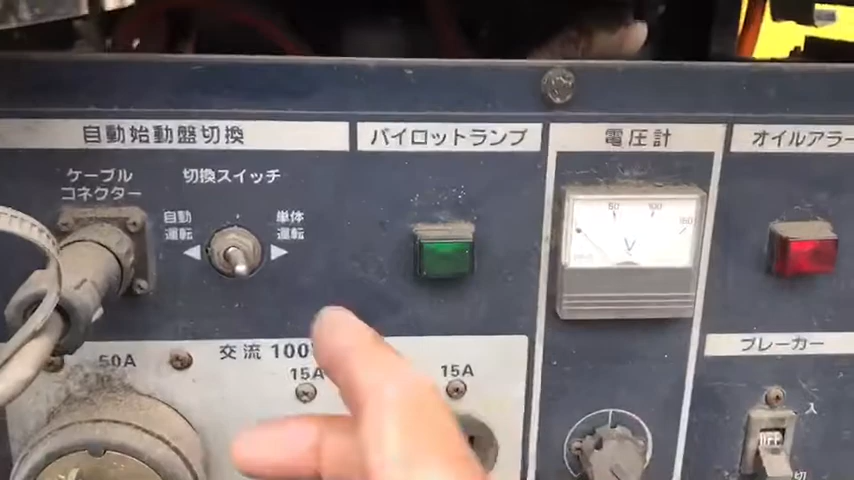 自動始動盤切換
パイロットランプ
電圧計
オイルアラー
ケーブル
コネクター
切換スイッチ
自動
運転
単体
運転
50
100
150
V
50A
交流 100
15A
15A
ブレーカー
入
切